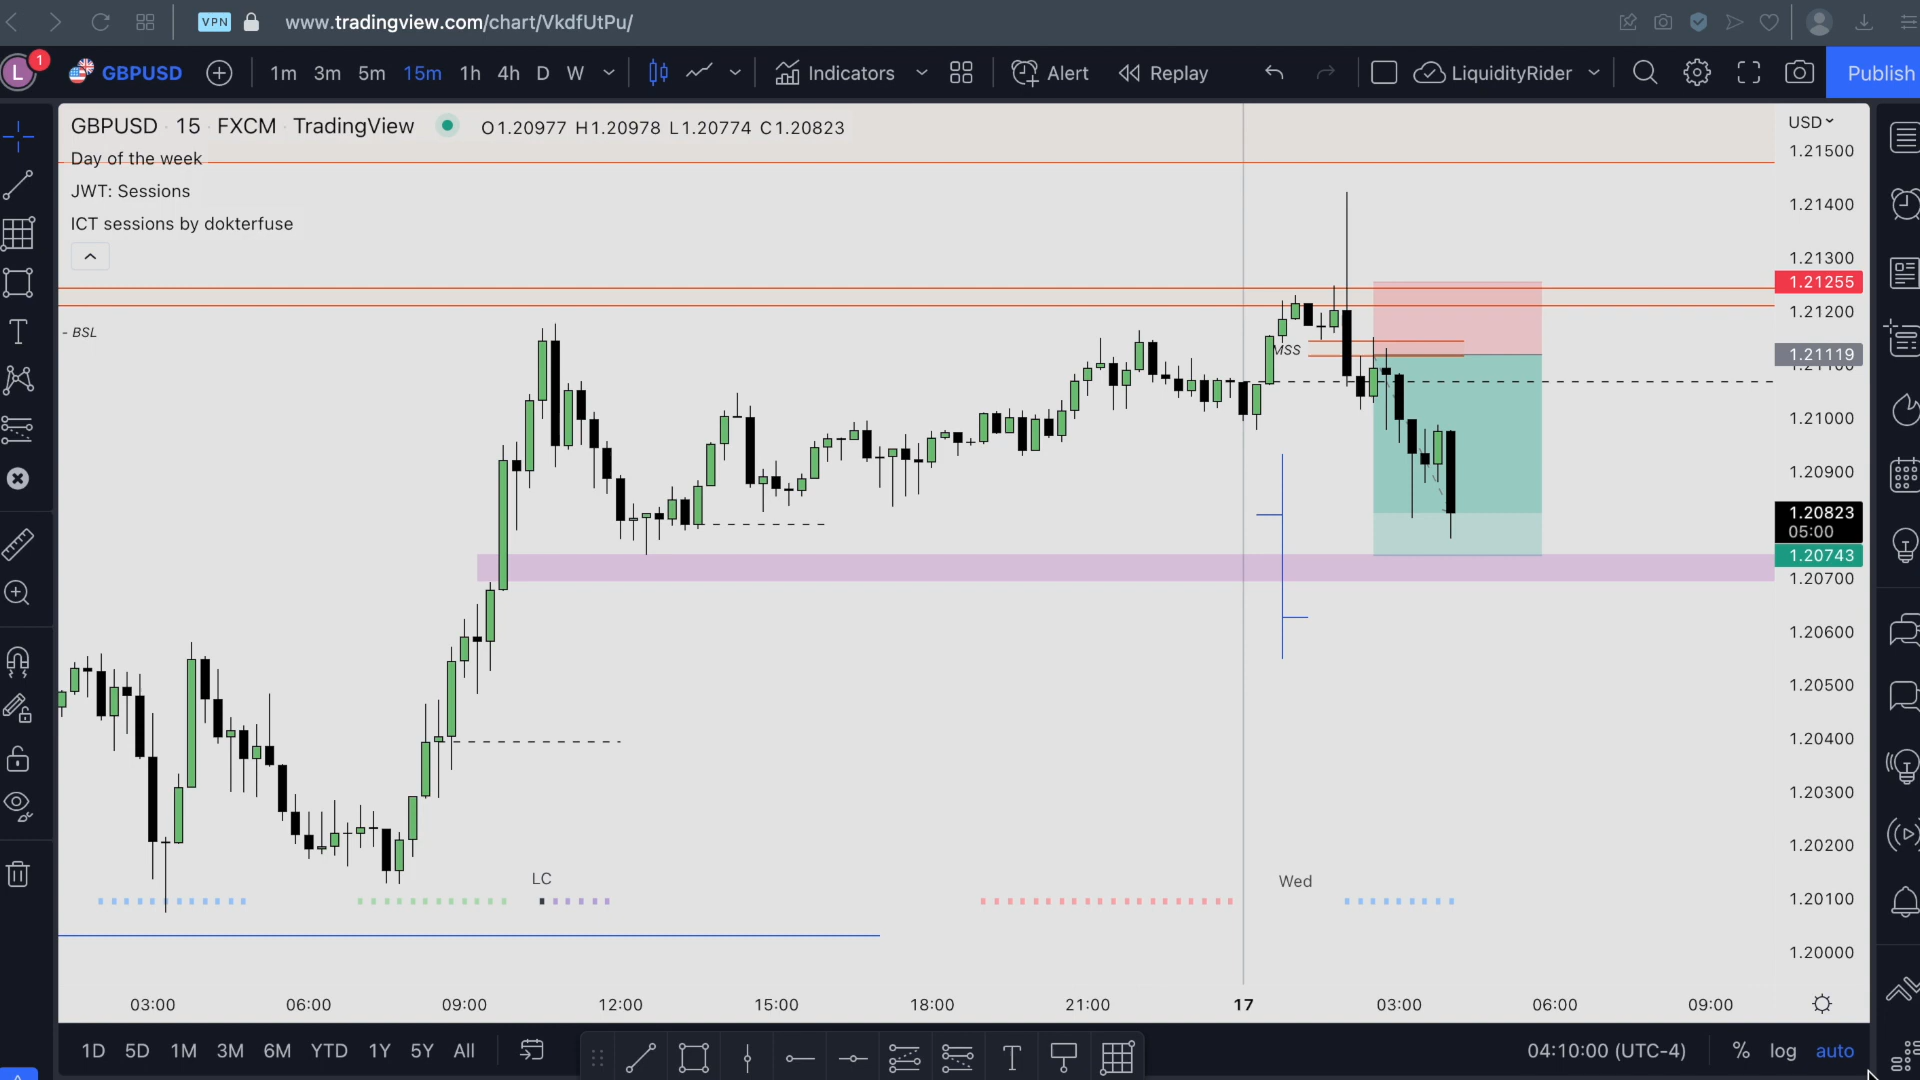 VPN www.tradingview.com/chart/VkdfUtPu/
L 1 GBPUSD 1m 3m 5m 15m 1h 4h D W Indicators Alert Replay LiquidityRider Publish
GBPUSD 15 FXCM TradingView O1.20977 H1.20978 L1.20774 C1.20823
USD
Day of the week
JWT: Sessions
ICT sessions by dokterfuse
1.21500
1.21400
1.21300
1.21255
1.21200
1.21119
1.21100
1.21000
1.20900
1.20823
05:00
1.20743
1.20700
1.20600
1.20500
1.20400
1.20300
1.20200
1.20100
1.20000
- BSL
MSS
LC
Wed
03:00 06:00 09:00 12:00 15:00 18:00 21:00 17 03:00 06:00 09:00
1D 5D 1M 3M 6M YTD 1Y 5Y All
04:10:00 (UTC-4) % log auto